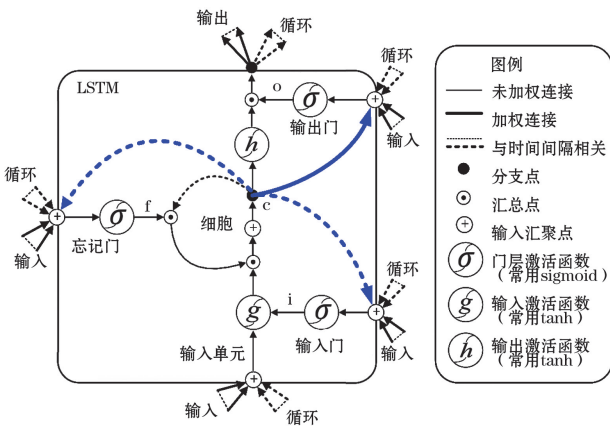 输出
循环
循环
LSTM
o
σ
输出门
输入
h
循环
f
σ
忘记门
输入
细胞
c
循环
i
g
σ
输入单元
输入门
输入
输入
循环
图例
未加权连接
加权连接
与时间间隔相关
分支点
汇总点
输入汇聚点
σ
门层激活函数
(常用sigmoid)
g
输入激活函数
(常用tanh)
h
输出激活函数
(常用tanh)